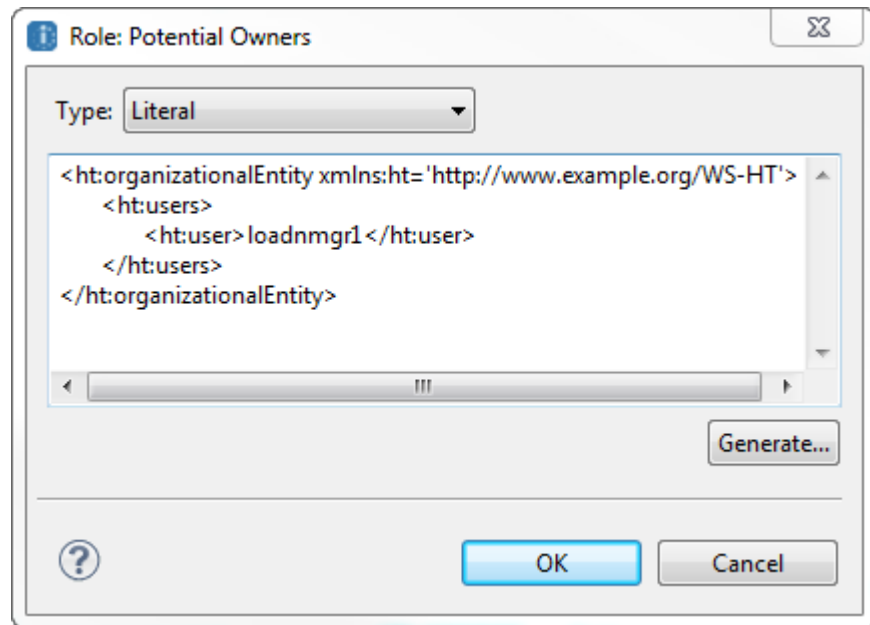 Role: Potential Owners
Type: Literal
<ht:organizationalEntity xmlns:ht='http://www.example.org/WS-HT'>
<ht:users>
<ht:user>loadnmgr1</ht:user>
</ht:users>
</ht:organizationalEntity>
Generate...
OK Cancel